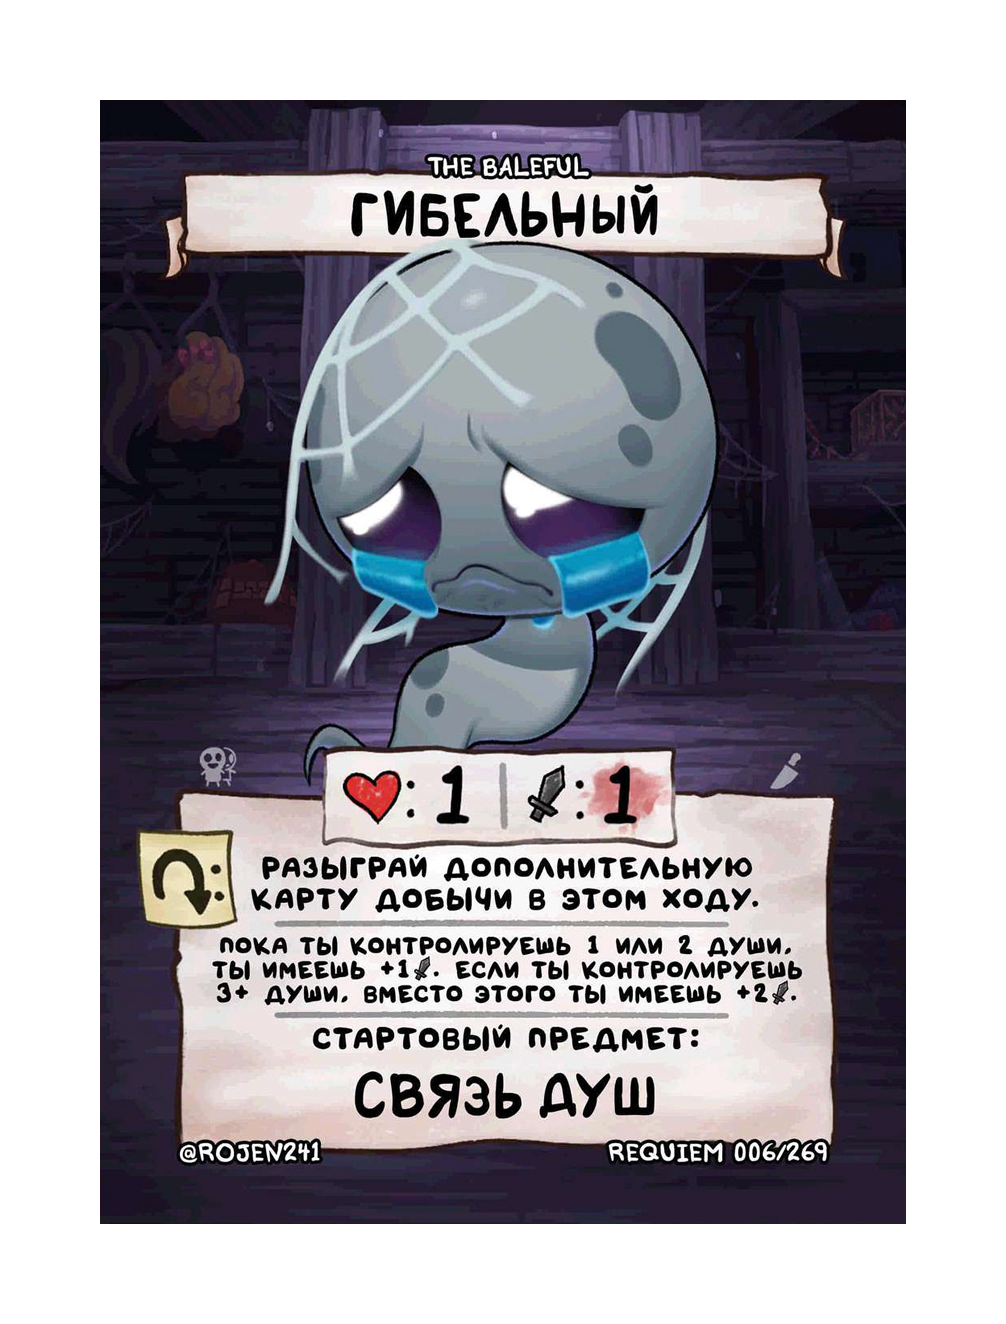 THE BALEFUL
ГИБЕЛЬНЫЙ
: 1 | : 1
РАЗЫГРАЙ ДОПОЛНИТЕЛЬНУЮ
КАРТУ ДОБЫЧИ В ЭТОМ ХОДУ.
ПОКА ТЫ КОНТРОЛИРУЕШЬ 1 ИЛИ 2 ДУШИ,
ТЫ ИМЕЕШЬ +1. ЕСЛИ ТЫ КОНТРОЛИРУЕШЬ
3+ ДУШИ, ВМЕСТО ЭТОГО ТЫ ИМЕЕШЬ +2.
СТАРТОВЫЙ ПРЕДМЕТ:
СВЯЗЬ ДУШ
@ROJEN241 REQUIEM 006/269